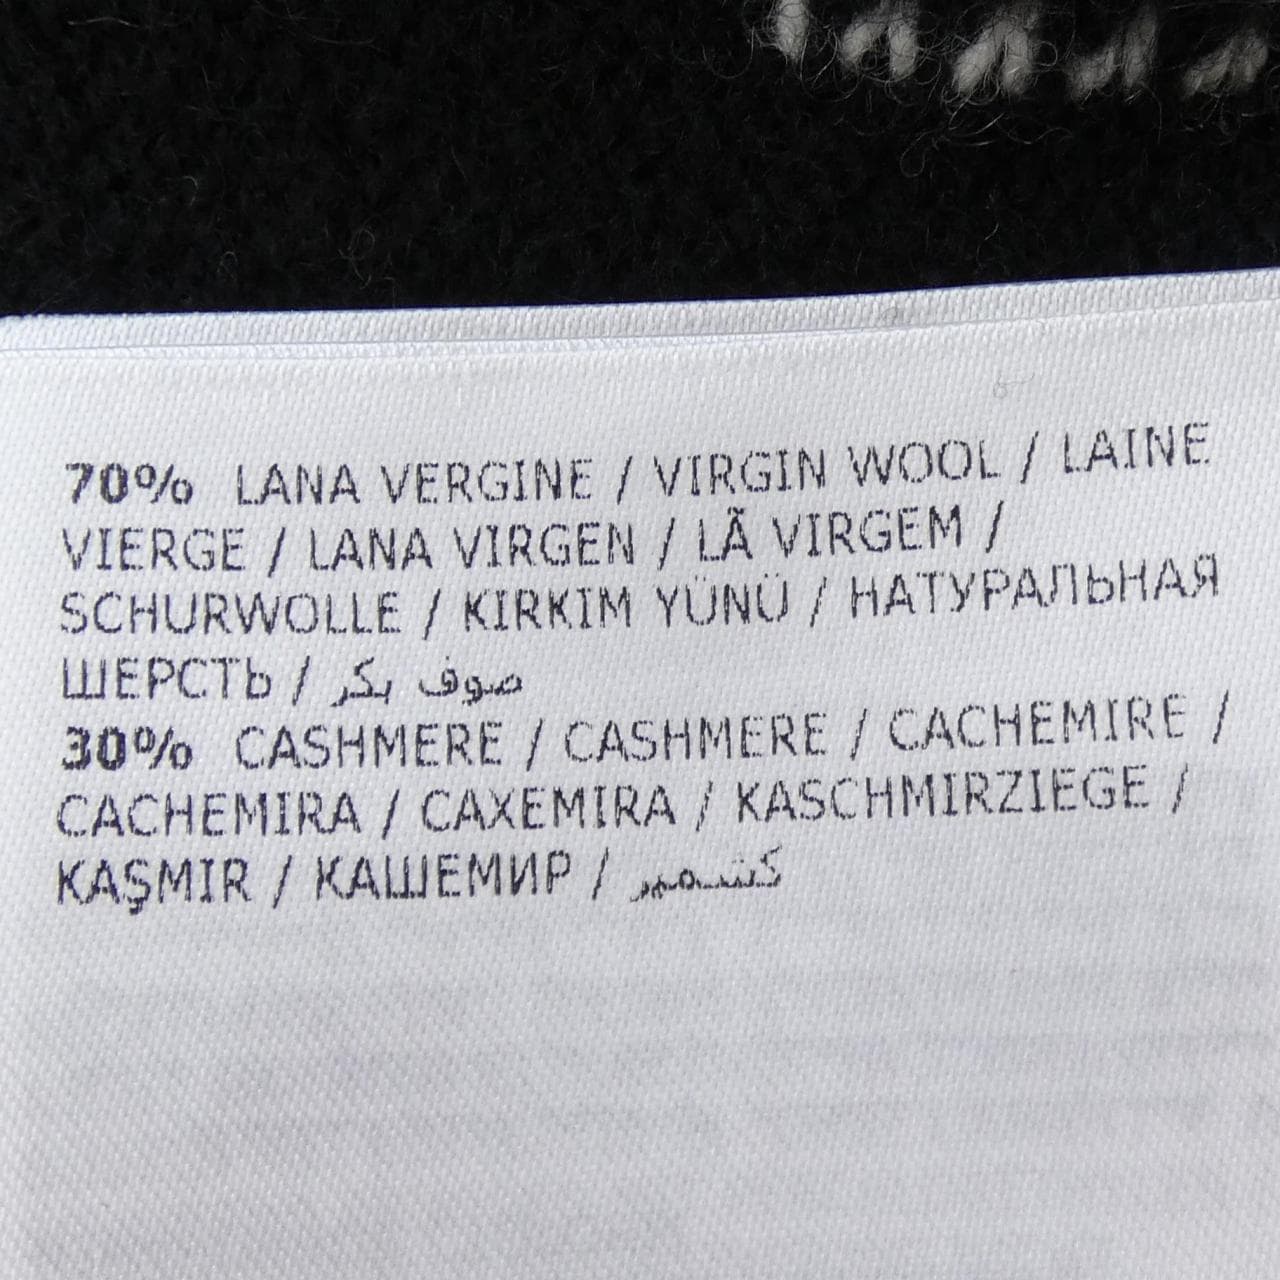 70% LANA VERGINE / VIRGIN WOOL / LAINE
VIERGE / LANA VIRGEN / LÃ VIRGEM /
SCHURWOLLE / KIRKIM YÜNÜ / НАТУРАЛЬНАЯ
ШЕРСТЬ / صوف بكر
30% CASHMERE / CASHMERE / CACHEMIRE /
CACHEMIRA / CAXEMIRA / KASCHMIRZIEGE /
KAŞMIR / КАШЕМИР / كشمير